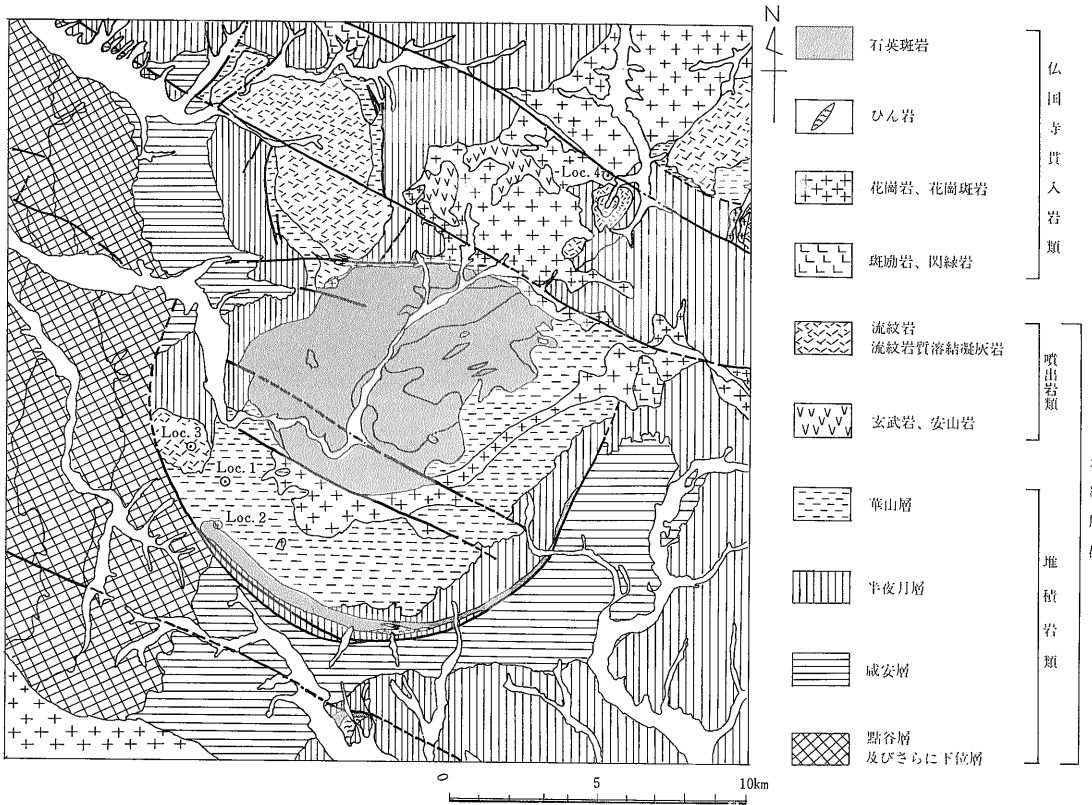 N
石英斑岩
ひん岩
花崗岩、花崗斑岩
斑励岩、閃緑岩
流紋岩
流紋岩質溶結凝灰岩
玄武岩、安山岩
華山層
半夜月層
咸安層
點谷層
及びさらに下位層
仏国寺貫入岩類
噴出岩類
堆積岩類
Loc. 4
Loc. 3
Loc. 1
Loc. 2
0
5
10km